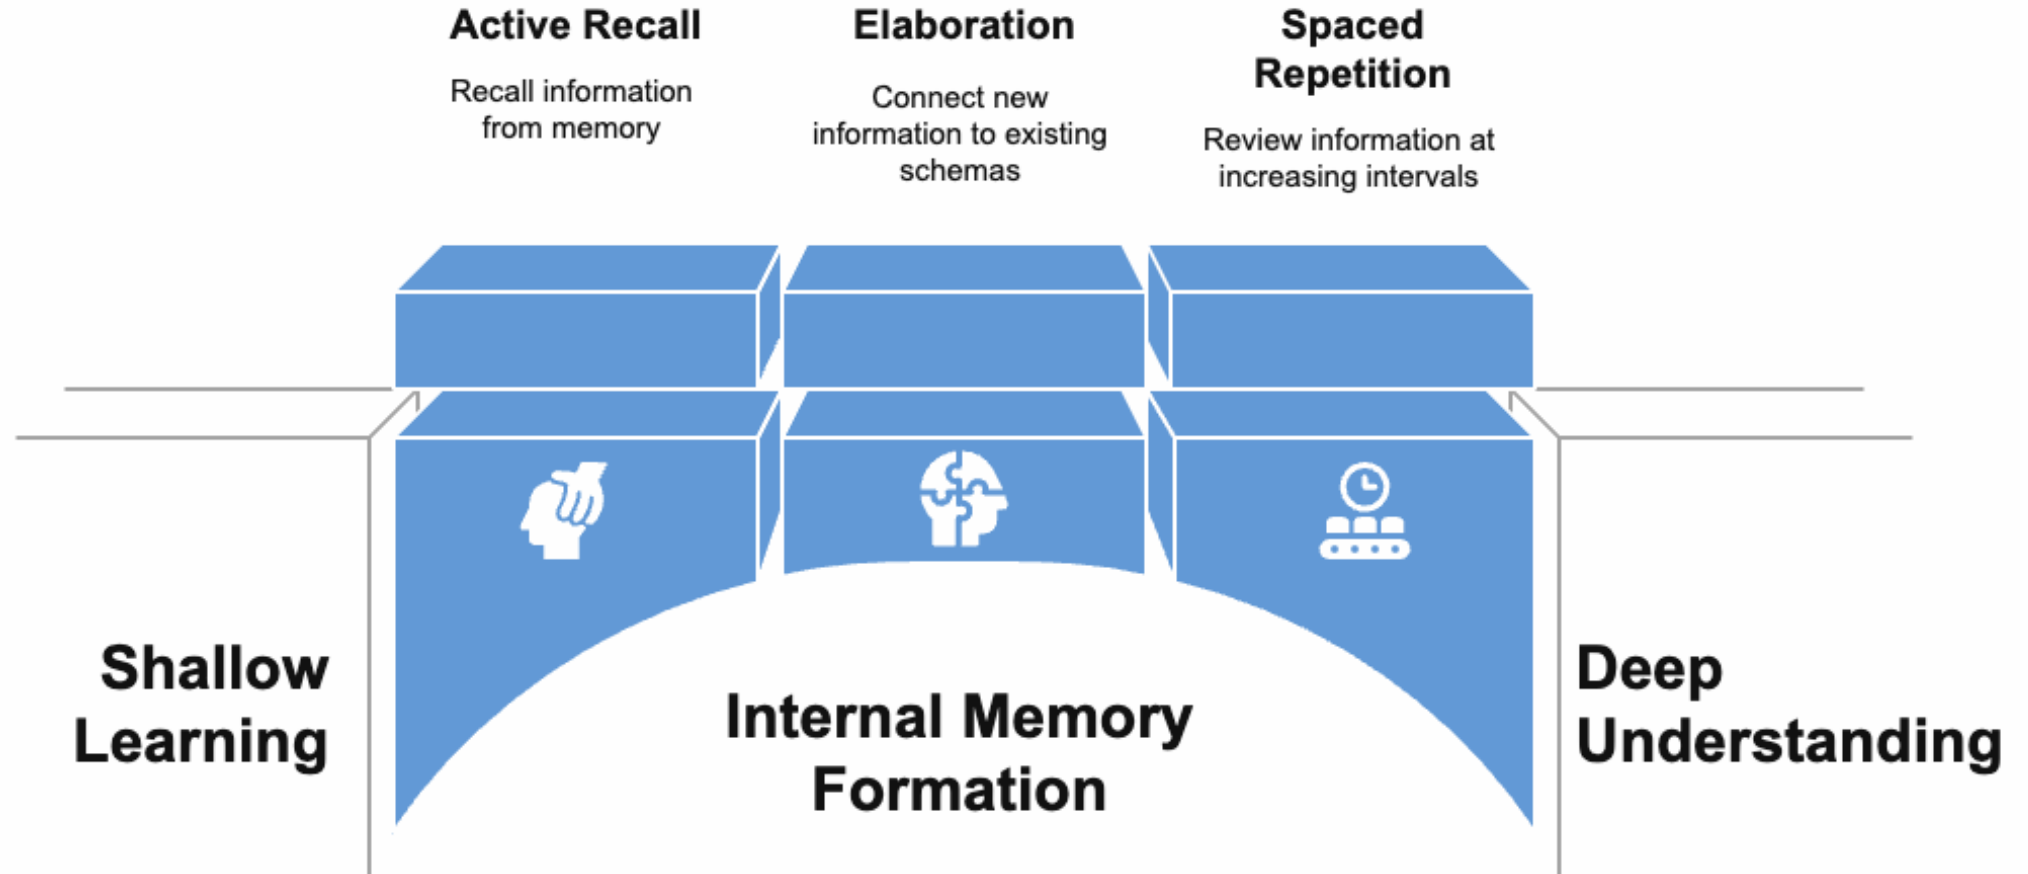 Active Recall
Recall information
from memory
Elaboration
Connect new
information to existing
schemas
Spaced
Repetition
Review information at
increasing intervals
Shallow
Learning
Internal Memory
Formation
Deep
Understanding